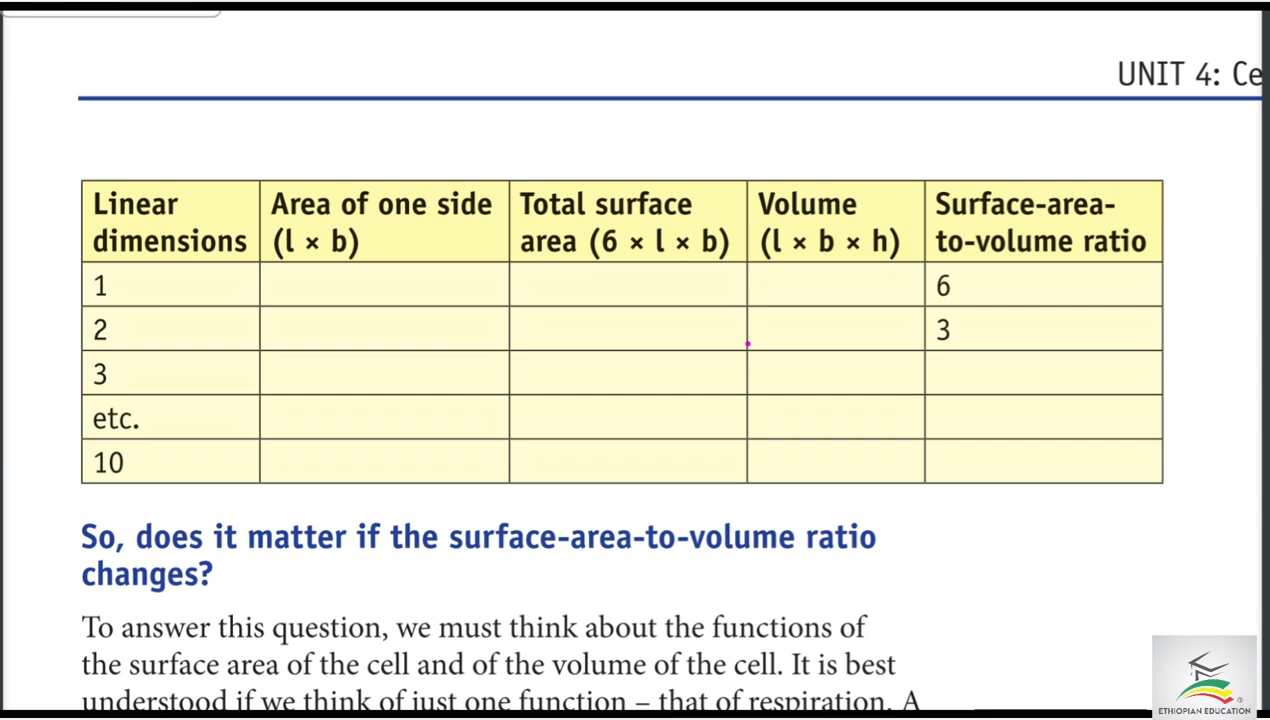 UNIT 4: Ce
Linear dimensions | Area of one side (l × b) | Total surface area (6 × l × b) | Volume (l × b × h) | Surface-area-to-volume ratio
1 | | | | 6
2 | | | | 3
3
etc.
10
So, does it matter if the surface-area-to-volume ratio
changes?
To answer this question, we must think about the functions of
the surface area of the cell and of the volume of the cell. It is best
understood if we think of just one function – that of respiration. A
ETHIOPIAN EDUCATION